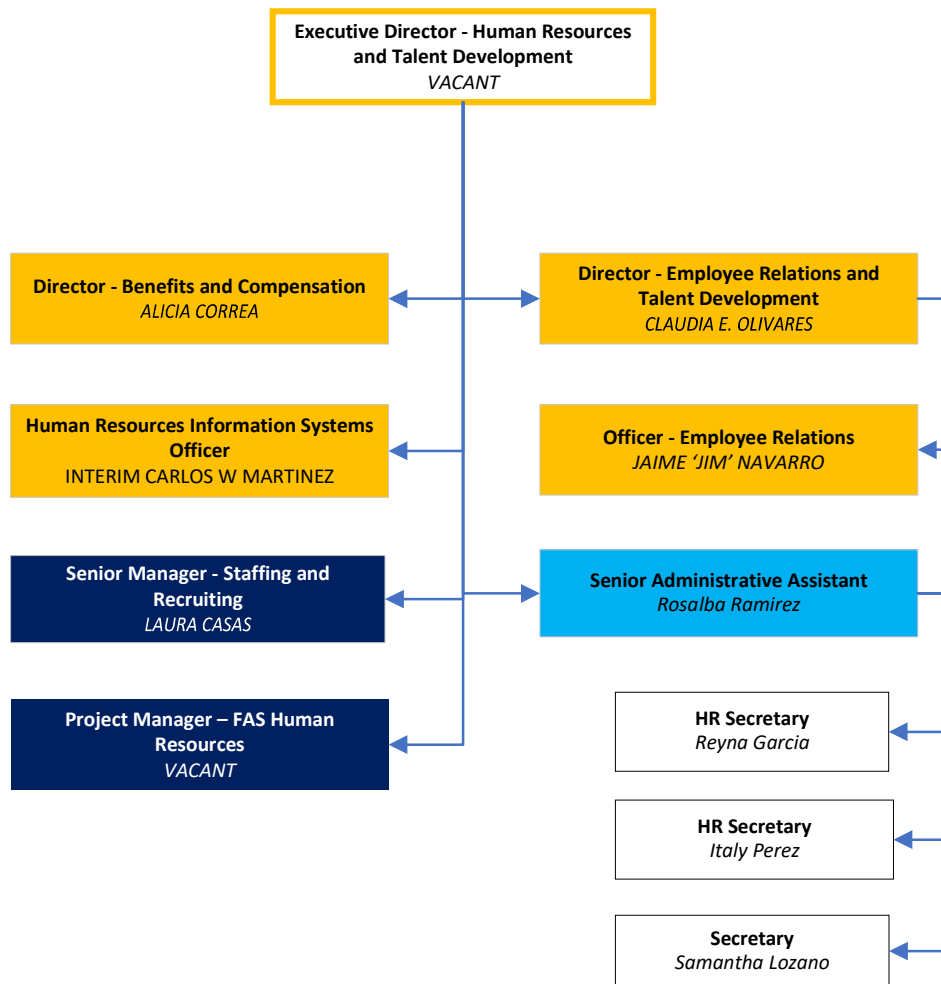 Executive Director - Human Resources
and Talent Development
VACANT
Director - Benefits and Compensation
ALICIA CORREA
Director - Employee Relations and
Talent Development
CLAUDIA E. OLIVARES
Human Resources Information Systems
Officer
INTERIM CARLOS W MARTINEZ
Officer - Employee Relations
JAIME ‘JIM’ NAVARRO
Senior Manager - Staffing and
Recruiting
LAURA CASAS
Senior Administrative Assistant
Rosalba Ramirez
Project Manager – FAS Human
Resources
VACANT
HR Secretary
Reyna Garcia
HR Secretary
Italy Perez
Secretary
Samantha Lozano